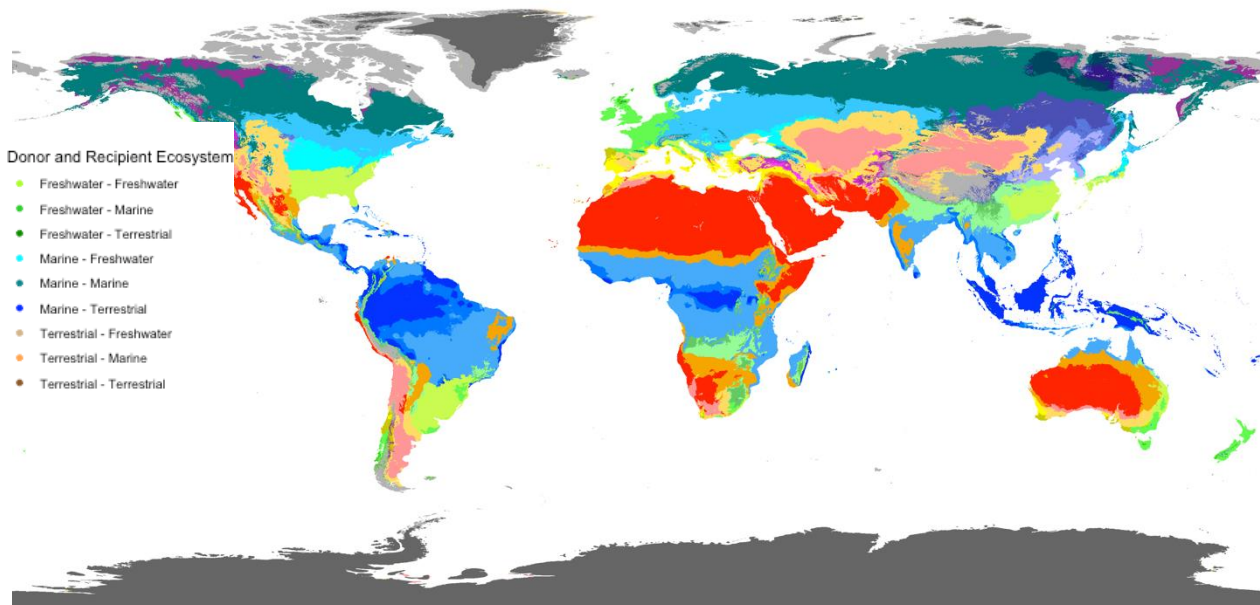 Donor and Recipient Ecosystem
Freshwater - Freshwater
Freshwater - Marine
Freshwater - Terrestrial
Marine - Freshwater
Marine - Marine
Marine - Terrestrial
Terrestrial - Freshwater
Terrestrial - Marine
Terrestrial - Terrestrial